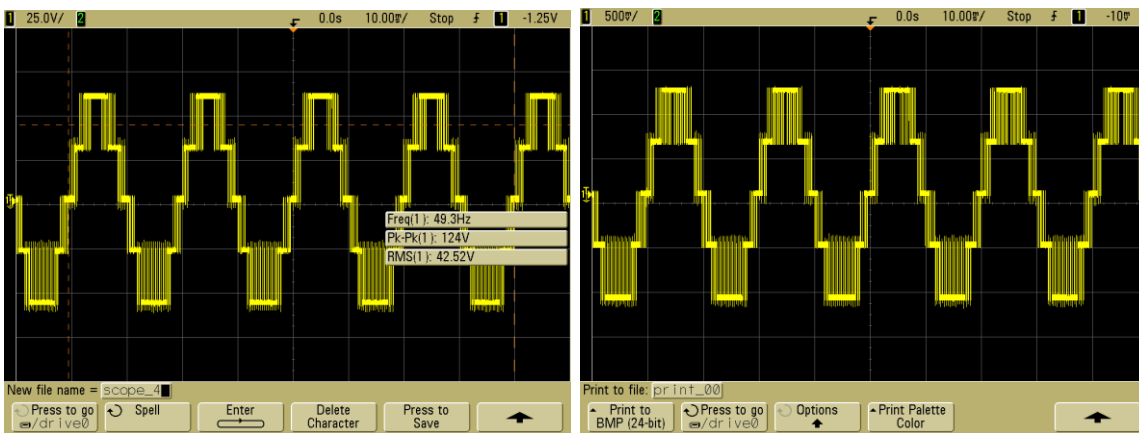 1 25.0V/ 2 0.0s 10.00ms/ Stop 1 -1.25V
Freq(1): 49.3Hz
Pk-Pk(1): 124V
RMS(1): 42.52V
New file name = scope_4
Press to go
/drive0
Spell
Enter
Delete
Character
Press to
Save
1 500m/ 2 0.0s 10.00ms/ Stop 1 -10m
Print to file: print_00
Print to
BMP (24-bit)
Press to go
/drive0
Options
Print Palette
Color